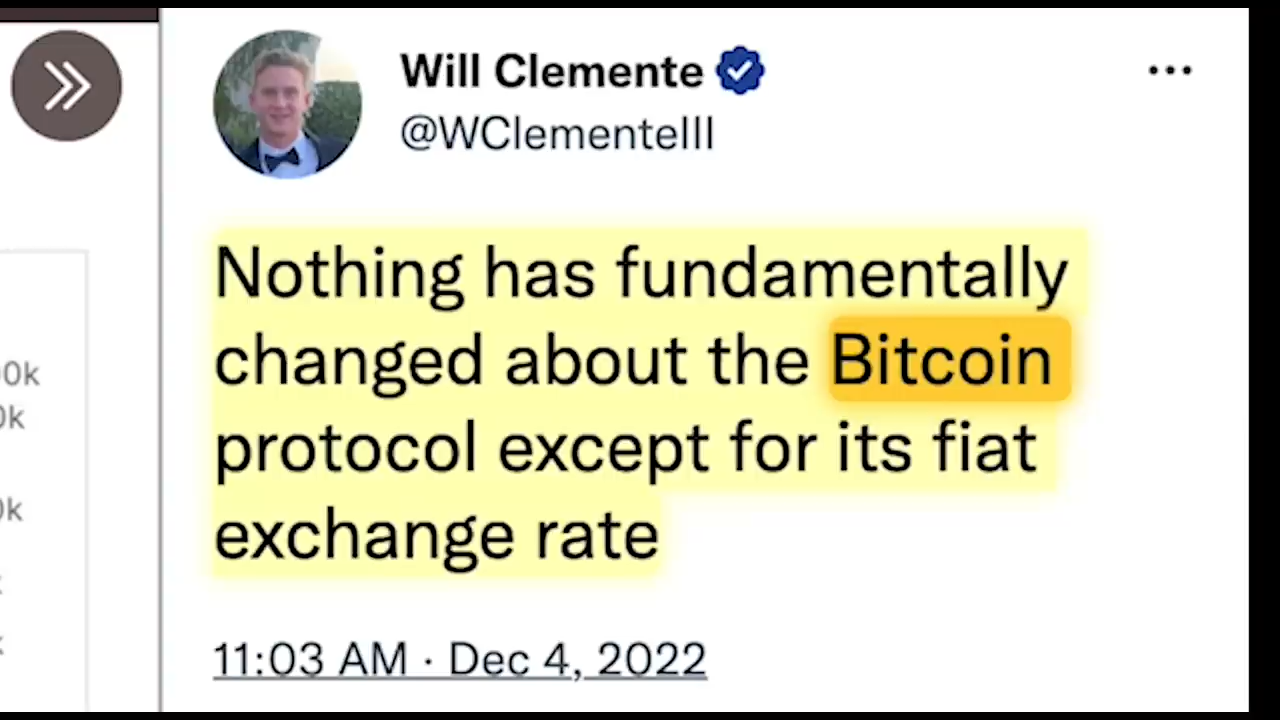 Will Clemente
@WClementeIII
Nothing has fundamentally
changed about the Bitcoin
protocol except for its fiat
exchange rate
11:03 AM · Dec 4, 2022